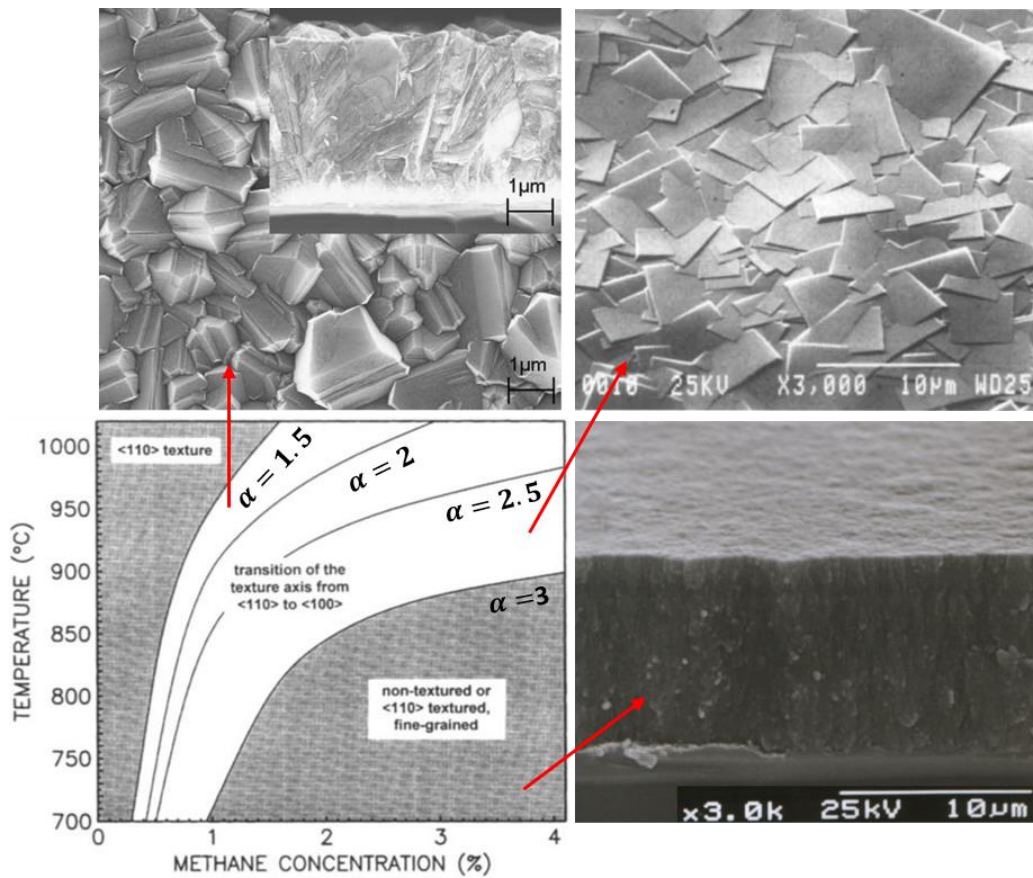 1µm
1µm
0010 25KV X3,000 10µm WD25
1000
950
900
850
800
750
700
TEMPERATURE (°C)
<110> texture
α = 1.5
α = 2
α = 2.5
α =3
transition of the
texture axis from
<110> to <100>
non-textured or
<110> textured,
fine-grained
0 1 2 3 4
METHANE CONCENTRATION (%)
x3.0k 25kV 10µm